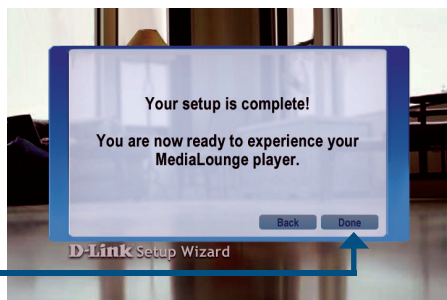 Your setup is complete!
You are now ready to experience your
MediaLounge player.
Back
Done
D-Link Setup Wizard